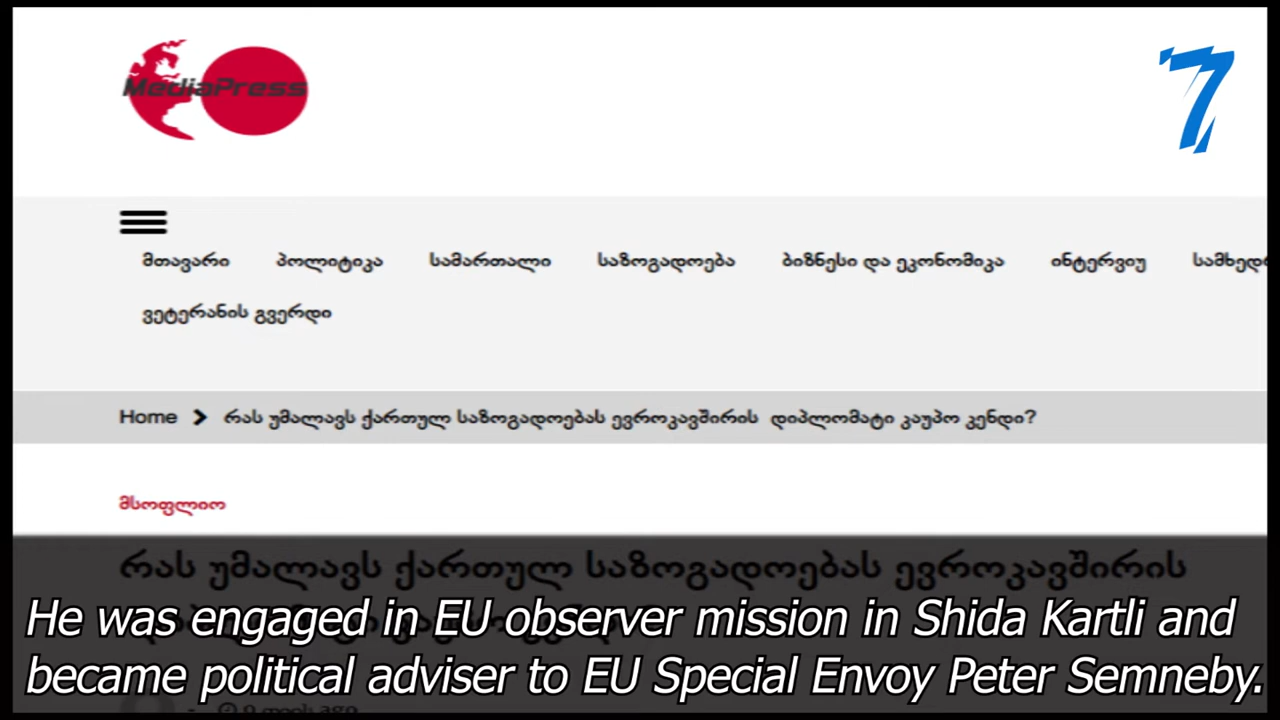 MediaPress
7
მთავარი პოლიტიკა სამართალი საზოგადოება ბიზნესი და ეკონომიკა ინტერვიუ
ვეტერანის გვერდი
Home > რას უმალავს ქართულ საზოგადოებას ევროკავშირის დიპლომატი კაუპო კენდი?
მსოფლიო
რას უმალავს ქართულ საზოგადოებას ევროკავშირის
He was engaged in EU observer mission in Shida Kartli and
became political adviser to EU Special Envoy Peter Semneby.